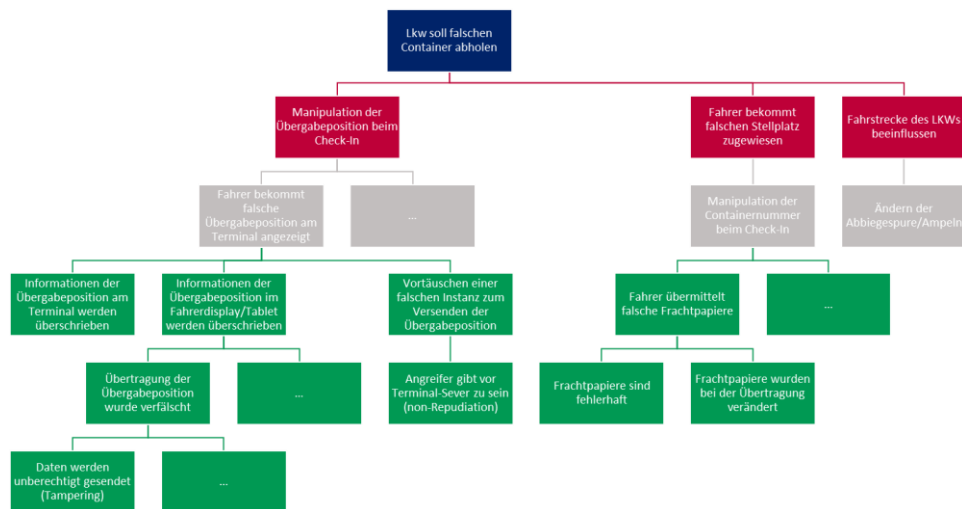 Lkw soll falschen
Container abholen
Manipulation der
Übergabeposition beim
Check-In
Fahrer bekommt
falschen Stellplatz
zugewiesen
Fahrstrecke des LKWs
beeinflussen
Fahrer bekommt
falsche
Übergabeposition am
Terminal angezeigt
...
Manipulation der
Containernummer
beim Check-In
Ändern der
Abbiegespure/Ampeln
Informationen der
Übergabeposition am
Terminal werden
überschrieben
Informationen der
Übergabeposition im
Fahrerdisplay/Tablet
werden überschrieben
Vortäuschen einer
falschen Instanz zum
Versenden der
Übergabeposition
Fahrer übermittelt
falsche Frachtpapiere
...
Übertragung der
Übergabeposition
wurde verfälscht
...
Angreifer gibt vor
Terminal-Sever zu sein
(non-Repudiation)
Frachtpapiere sind
fehlerhaft
Frachtpapiere wurden
bei der Übertragung
verändert
Daten werden
unberechtigt gesendet
(Tampering)
...